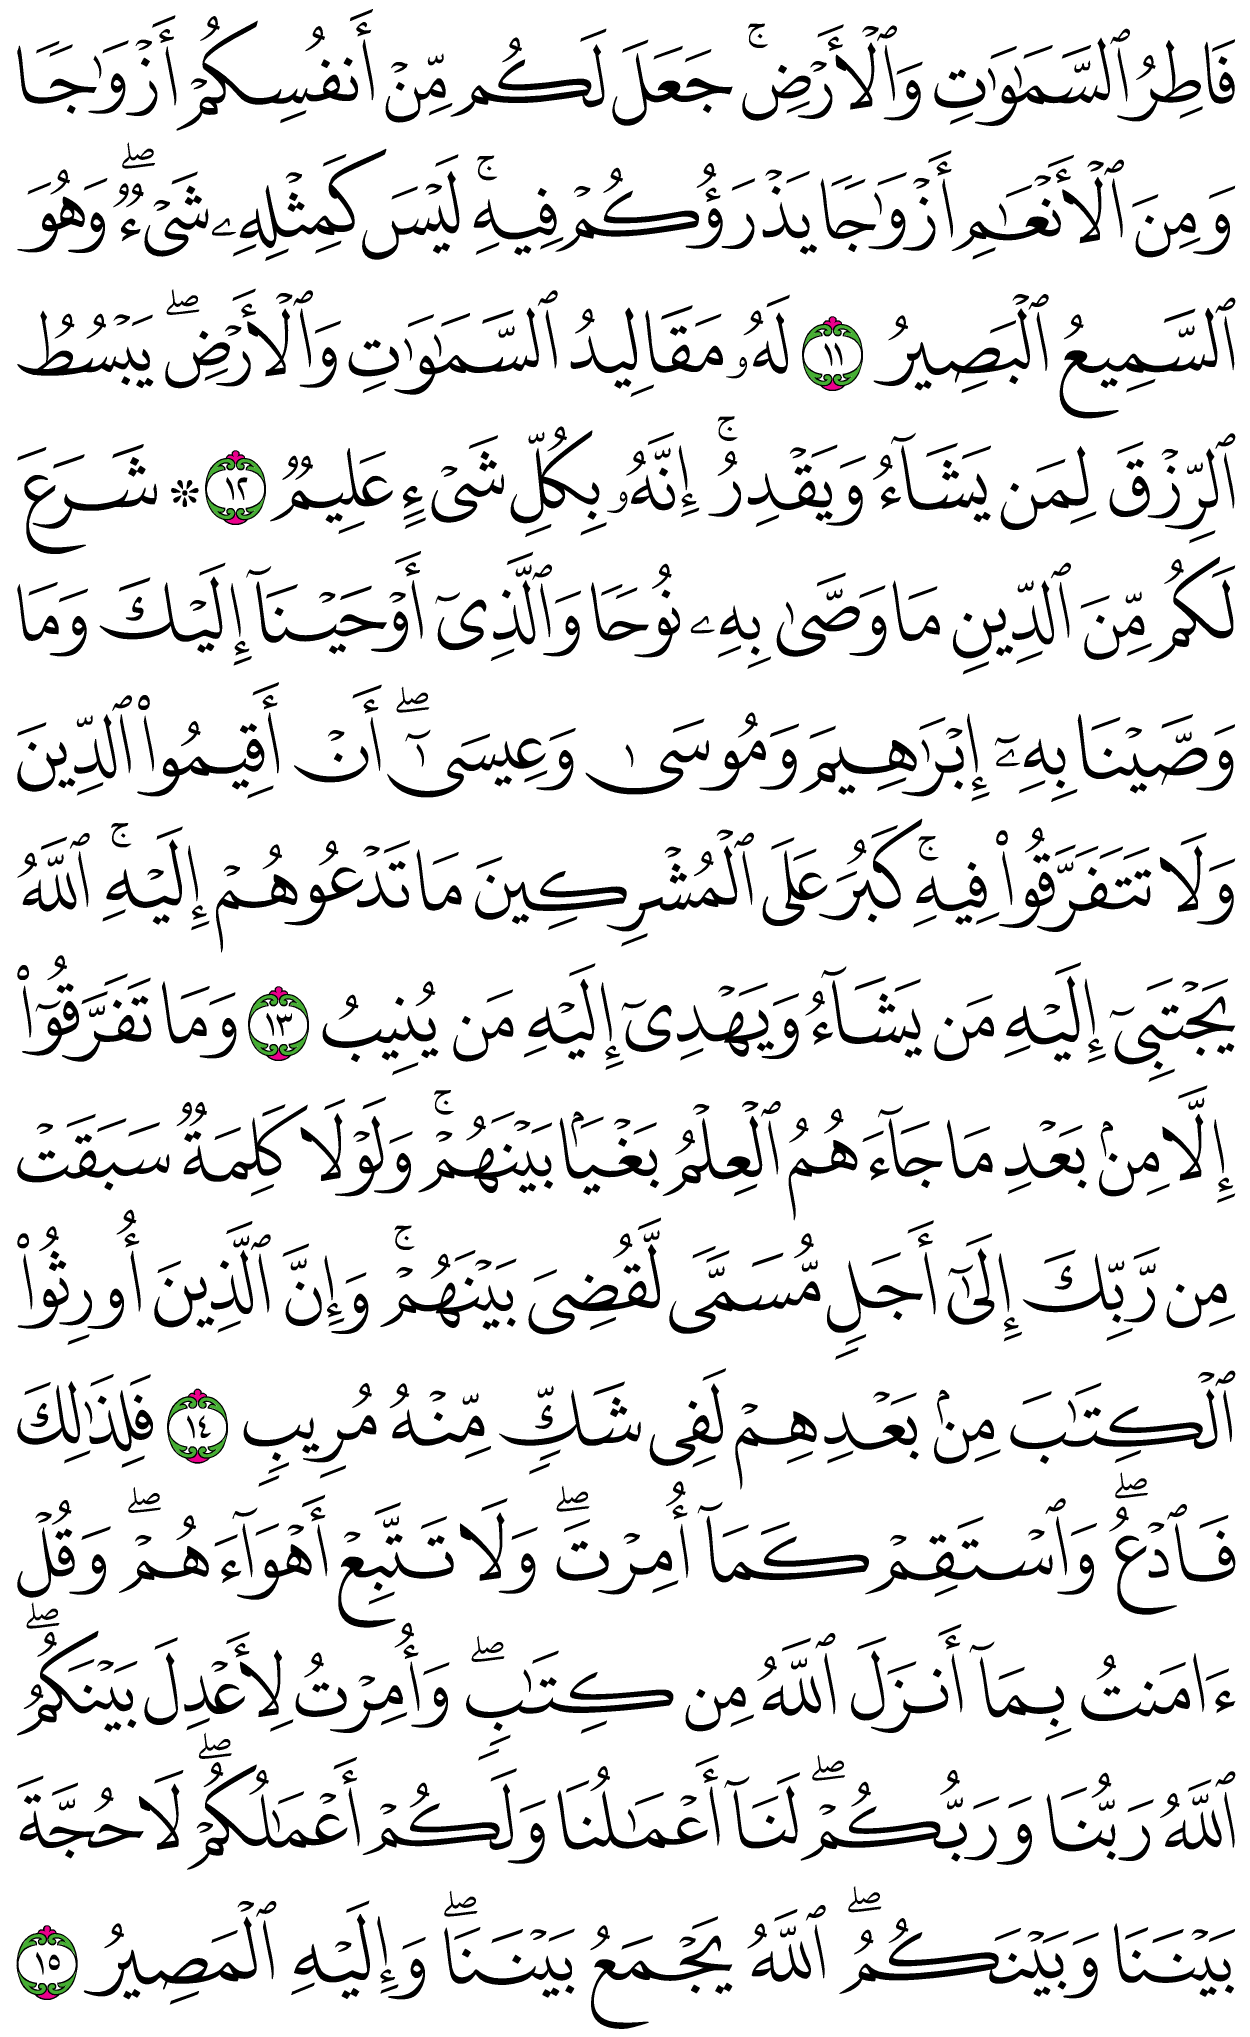 فَاطِرُ ٱلسَّمَٰوَٰتِ وَٱلۡأَرۡضِۚ جَعَلَ لَكُم مِّنۡ أَنفُسِكُمۡ أَزۡوَٰجٗا
وَمِنَ ٱلۡأَنۡعَٰمِ أَزۡوَٰجٗا يَذۡرَؤُكُمۡ فِيهِۚ لَيۡسَ كَمِثۡلِهِۦ شَيۡءٞۖ وَهُوَ
ٱلسَّمِيعُ ٱلۡبَصِيرُ ١١ لَهُۥ مَقَالِيدُ ٱلسَّمَٰوَٰتِ وَٱلۡأَرۡضِۖ يَبۡسُطُ
ٱلرِّزۡقَ لِمَن يَشَآءُ وَيَقۡدِرُۚ إِنَّهُۥ بِكُلِّ شَيۡءٍ عَلِيمٞ ١٢ ۞ شَرَعَ
لَكُم مِّنَ ٱلدِّينِ مَا وَصَّىٰ بِهِۦ نُوحٗا وَٱلَّذِيٓ أَوۡحَيۡنَآ إِلَيۡكَ وَمَا
وَصَّيۡنَا بِهِۦٓ إِبۡرَٰهِيمَ وَمُوسَىٰ وَعِيسَىٰٓۖ أَنۡ أَقِيمُواْ ٱلدِّينَ
وَلَا تَتَفَرَّقُواْ فِيهِۚ كَبُرَ عَلَى ٱلۡمُشۡرِكِينَ مَا تَدۡعُوهُمۡ إِلَيۡهِۚ ٱللَّهُ
يَجۡتَبِيٓ إِلَيۡهِ مَن يَشَآءُ وَيَهۡدِيٓ إِلَيۡهِ مَن يُنِيبُ ١٣ وَمَا تَفَرَّقُوٓاْ
إِلَّا مِنۢ بَعۡدِ مَا جَآءَهُمُ ٱلۡعِلۡمُ بَغۡيَۢا بَيۡنَهُمۡۚ وَلَوۡلَا كَلِمَةٞ سَبَقَتۡ
مِن رَّبِّكَ إِلَىٰٓ أَجَلٖ مُّسَمّٗى لَّقُضِيَ بَيۡنَهُمۡۚ وَإِنَّ ٱلَّذِينَ أُورِثُواْ
ٱلۡكِتَٰبَ مِنۢ بَعۡدِهِمۡ لَفِي شَكّٖ مِّنۡهُ مُرِيبٖ ١٤ فَلِذَٰلِكَ
فَٱدۡعُۖ وَٱسۡتَقِمۡ كَمَآ أُمِرۡتَۖ وَلَا تَتَّبِعۡ أَهۡوَآءَهُمۡۖ وَقُلۡ
ءَامَنتُ بِمَآ أَنزَلَ ٱللَّهُ مِن كِتَٰبٖۖ وَأُمِرۡتُ لِأَعۡدِلَ بَيۡنَكُمُۖ
ٱللَّهُ رَبُّنَا وَرَبُّكُمۡۖ لَنَآ أَعۡمَٰلُنَا وَلَكُمۡ أَعۡمَٰلُكُمۡۖ لَا حُجَّةَ
بَيۡنَنَا وَبَيۡنَكُمُۖ ٱللَّهُ يَجۡمَعُ بَيۡنَنَاۖ وَإِلَيۡهِ ٱلۡمَصِيرُ ١٥